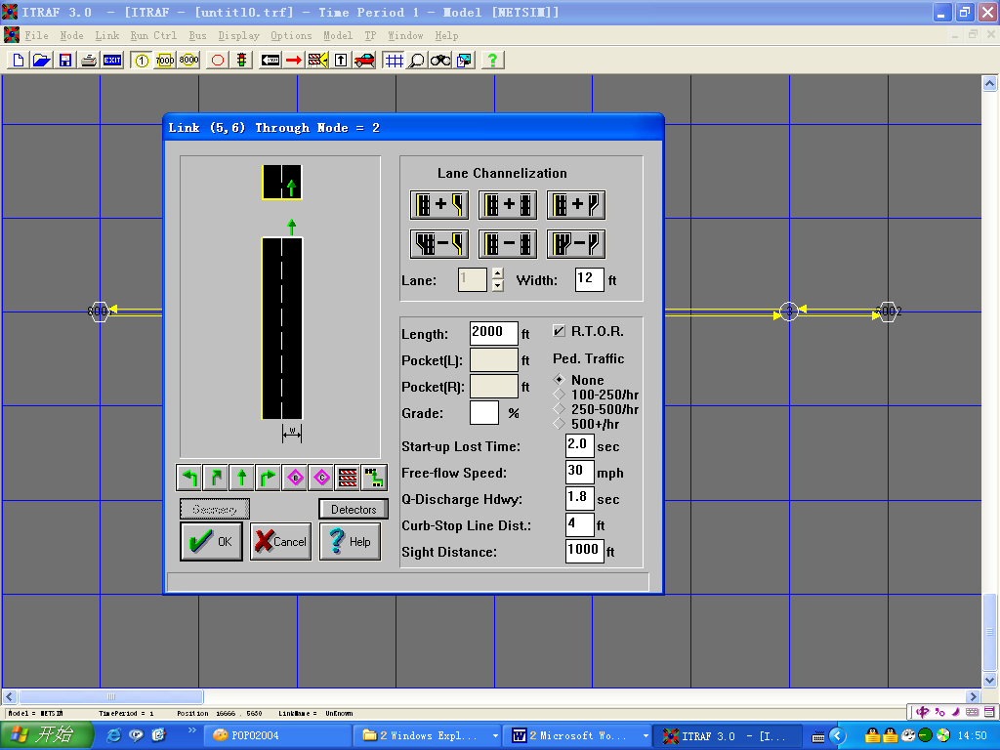 ITRAF 3.0 - [ITRAF - [untitl0.trf] - Time Period 1 - Model [NETSIM]]
File Node Link Run Ctrl Bus Display Options Model TP Window Help
EXIT 1 7000 8000 ?
Link (5,6) Through Node = 2
Lane Channelization
Lane: 1 Width: 12 ft
3
Length: 2000 ft
R.T.O.R.
Pocket(L): ft
Ped. Traffic
Pocket(R): ft
None
100-250/hr
Grade: %
250-500/hr
500+/hr
W
Start-up Lost Time: 2.0 sec
Free-flow Speed: 30 mph
Q-Discharge Hdwy: 1.8 sec
Curb-Stop Line Dist.: 4 ft
Sight Distance: 1000 ft
B C
Geometry Detectors
OK Cancel Help
Model = NETSIM TimePeriod = 1 Position 16666 , 5650 LinkName = UnKnown
中
开始 POPO2004 2 Windows Expl... 2 Microsoft Wo... ITRAF 3.0 - [I... 14:50